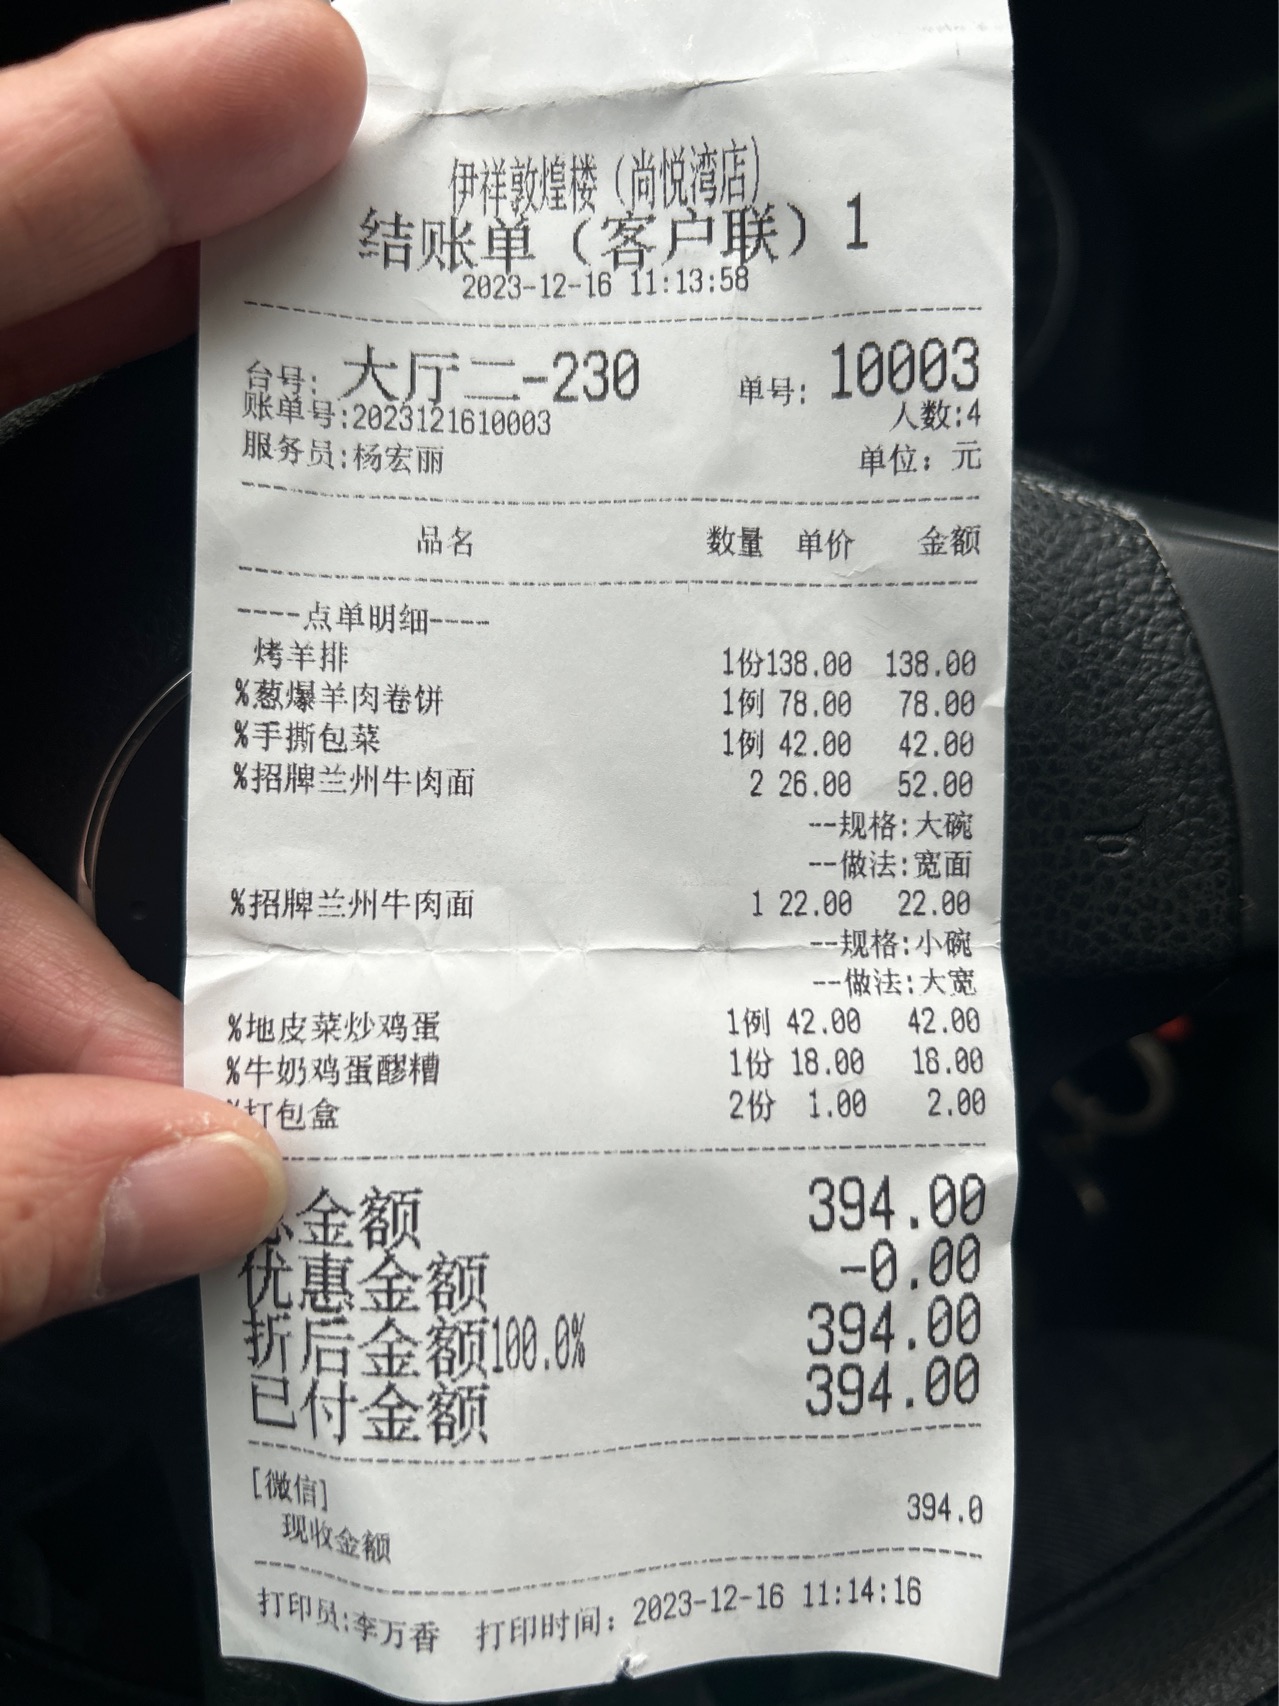 伊祥敦煌楼（尚悦湾店）
结账单（客户联）1
2023-12-16 11:13:58
台号: 大厅二-230 单号: 10003
账单号:2023121610003 人数:4
服务员:杨宏丽 单位: 元
品名 数量 单价 金额
----点单明细----
烤羊排 1份138.00 138.00
%葱爆羊肉卷饼 1例 78.00 78.00
%手撕包菜 1例 42.00 42.00
%招牌兰州牛肉面 2 26.00 52.00
--规格:大碗
--做法:宽面
%招牌兰州牛肉面 1 22.00 22.00
--规格:小碗
--做法:大宽
%地皮菜炒鸡蛋 1例 42.00 42.00
%牛奶鸡蛋醪糟 1份 18.00 18.00
%打包盒 2份 1.00 2.00
总金额 394.00
优惠金额 -0.00
折后金额100.0% 394.00
已付金额 394.00
[微信]
现收金额 394.0
打印员:李万香 打印时间: 2023-12-16 11:14:16